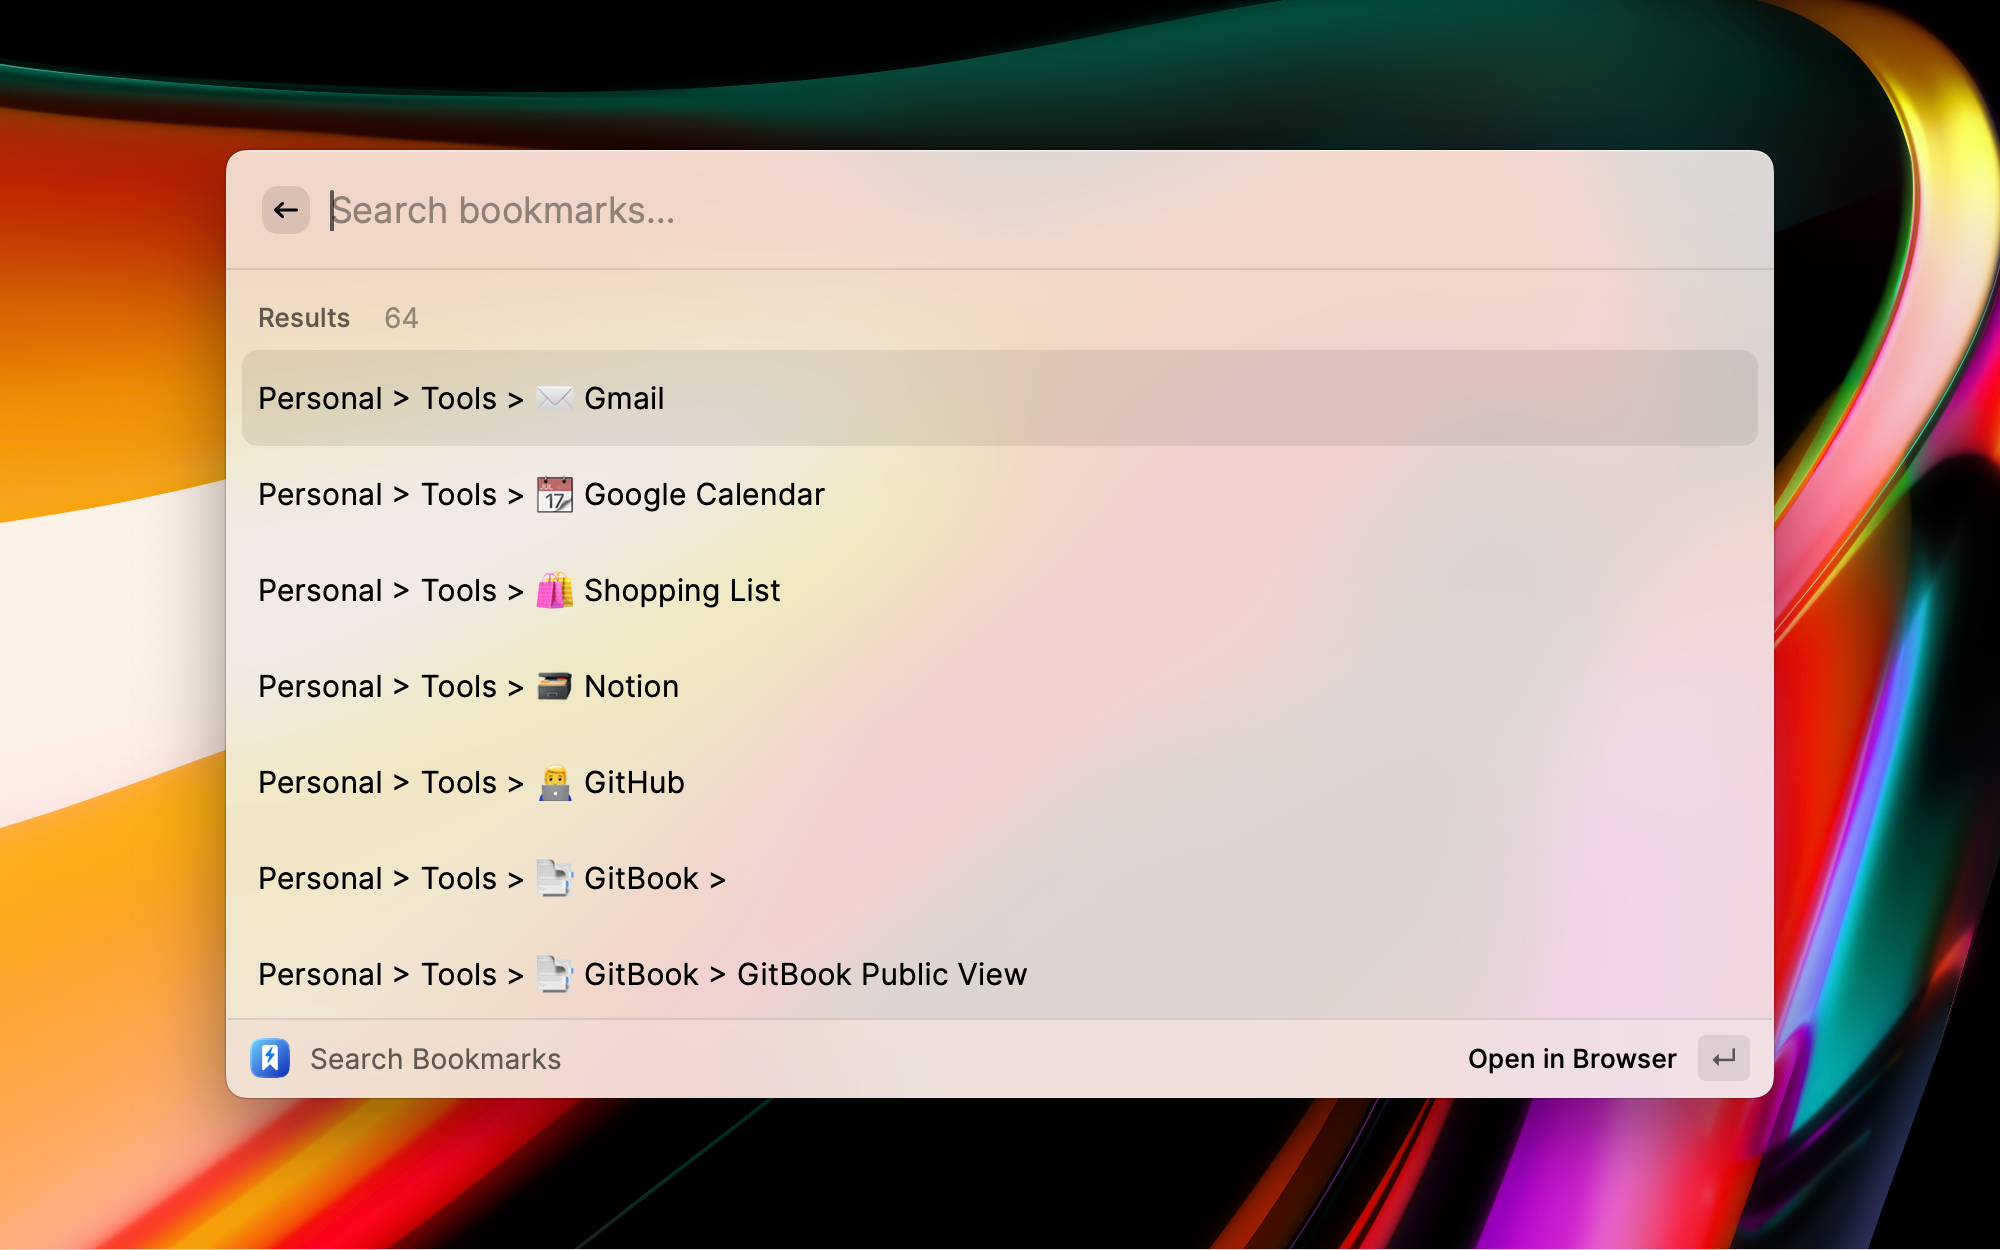 Search bookmarks...
Results 64
Personal > Tools > ✉️ Gmail
Personal > Tools > 📆 Google Calendar
Personal > Tools > 🛍️ Shopping List
Personal > Tools > 🗃️ Notion
Personal > Tools > 👨‍💻 GitHub
Personal > Tools > 📑 GitBook >
Personal > Tools > 📑 GitBook > GitBook Public View
Search Bookmarks Open in Browser